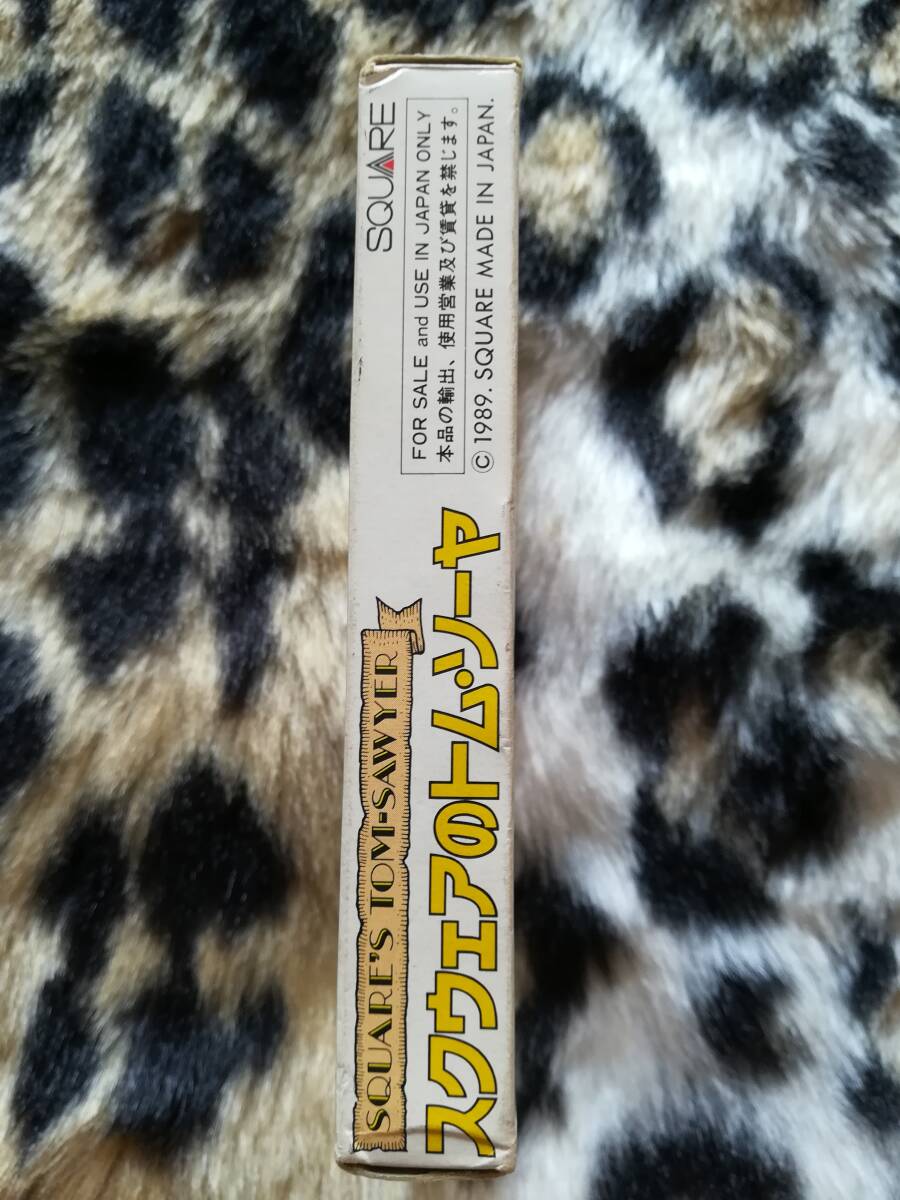 SQUARE'S TOM-SAWYER
スクウェアのトム・ソーヤ
SQUARE
FOR SALE and USE IN JAPAN ONLY
本品の輸出、使用営業及び賃貸を禁じます。
© 1989. SQUARE MADE IN JAPAN.